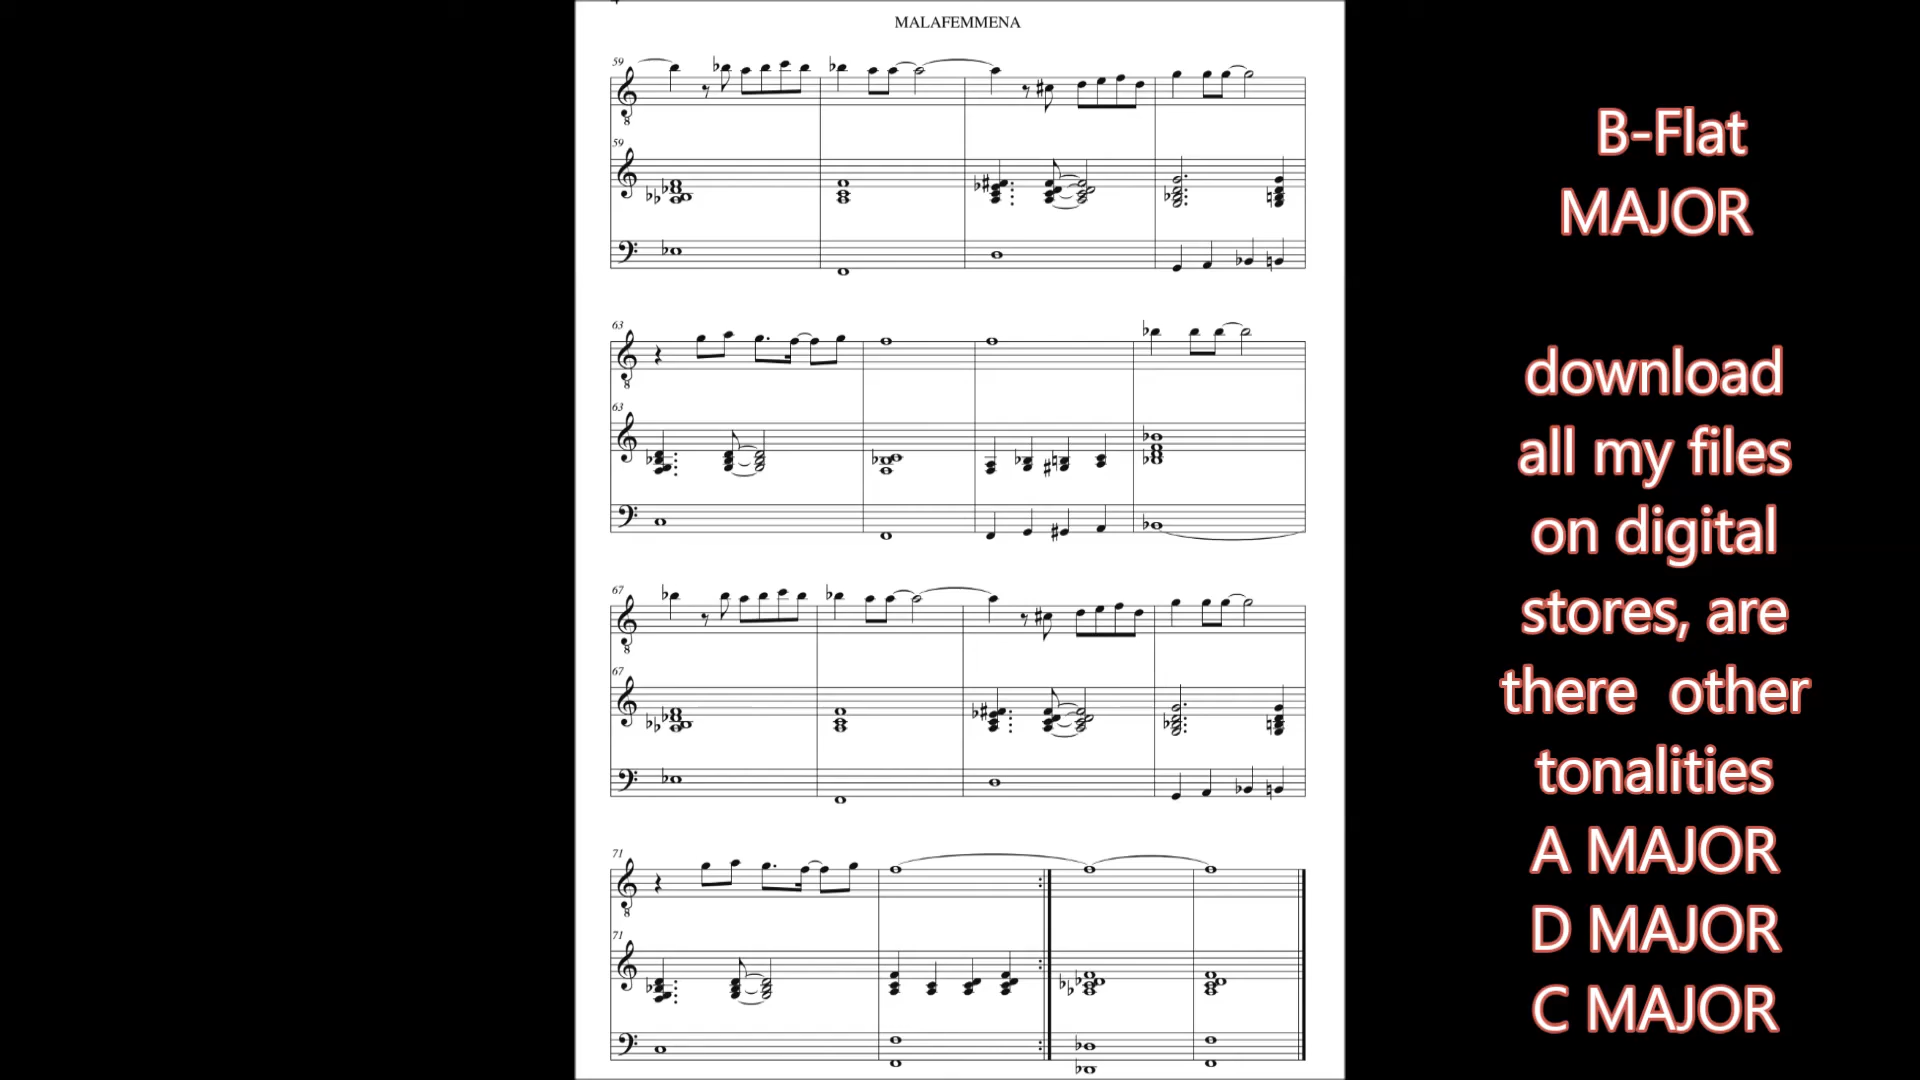 MALAFEMMENA
59
59
63
63
67
67
71
71
B-Flat
MAJOR
download
all my files
on digital
stores, are
there other
tonalities
A MAJOR
D MAJOR
C MAJOR